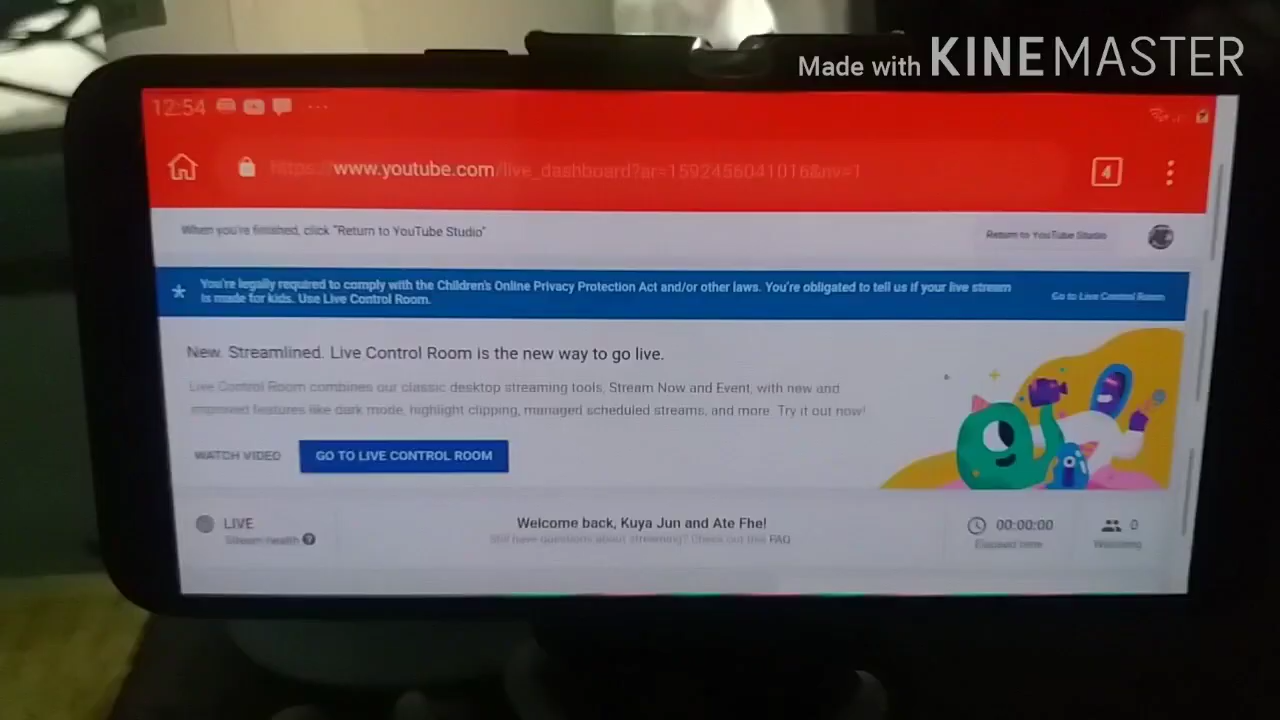 Made with KINEMASTER
12:54
https://www.youtube.com/live_dashboard?ar=1592456041016&nv=1
4
When you're finished, click "Return to YouTube Studio"
Return to YouTube Studio
You're legally required to comply with the Children's Online Privacy Protection Act and/or other laws. You're obligated to tell us if your live stream
is made for kids. Use Live Control Room.
Go to Live Control Room
New. Streamlined. Live Control Room is the new way to go live.
Live Control Room combines our classic desktop streaming tools, Stream Now and Event, with new and
improved features like dark mode, highlight clipping, managed scheduled streams, and more. Try it out now!
WATCH VIDEO
GO TO LIVE CONTROL ROOM
LIVE
Stream health ?
Welcome back, Kuya Jun and Ate Fhe!
Still have questions about streaming? Check out this FAQ
00:00:00
Elapsed time
0
Watching